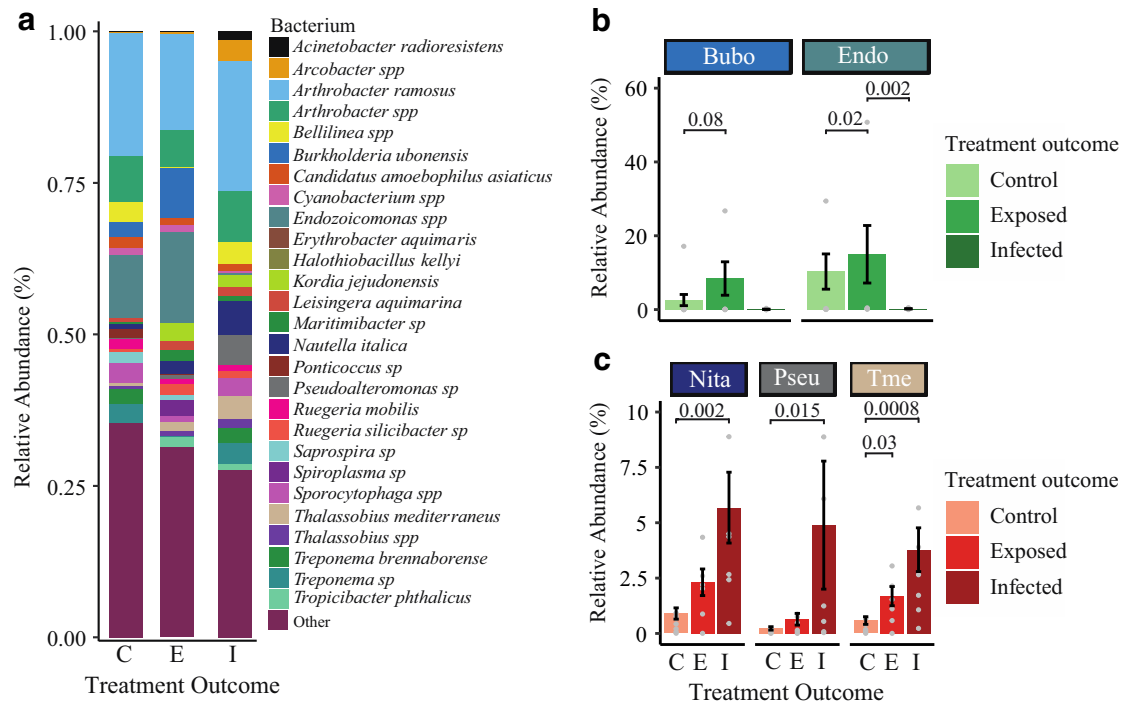 a
Relative Abundance (%)
1.00
0.75
0.50
0.25
0.00
C E I
Treatment Outcome
Bacterium
Acinetobacter radioresistens
Arcobacter spp
Arthrobacter ramosus
Arthrobacter spp
Bellilinea spp
Burkholderia ubonensis
Candidatus amoebophilus asiaticus
Cyanobacterium spp
Endozoicomonas spp
Erythrobacter aquimaris
Halothiobacillus kellyi
Kordia jejudonensis
Leisingera aquimarina
Maritimibacter sp
Nautella italica
Ponticoccus sp
Pseudoalteromonas sp
Ruegeria mobilis
Ruegeria silicibacter sp
Saprospira sp
Spiroplasma sp
Sporocytophaga spp
Thalassobius mediterraneus
Thalassobius spp
Treponema brennaborense
Treponema sp
Tropicibacter phthalicus
Other
b
Bubo Endo
Relative Abundance (%)
60
40
20
0
0.08
0.02
0.002
Treatment outcome
Control
Exposed
Infected
c
Nita Pseu Tme
Relative Abundance (%)
10
7.5
5
2.5
0
0.002
0.015
0.0008
0.03
C E I C E I C E I
Treatment Outcome
Treatment outcome
Control
Exposed
Infected